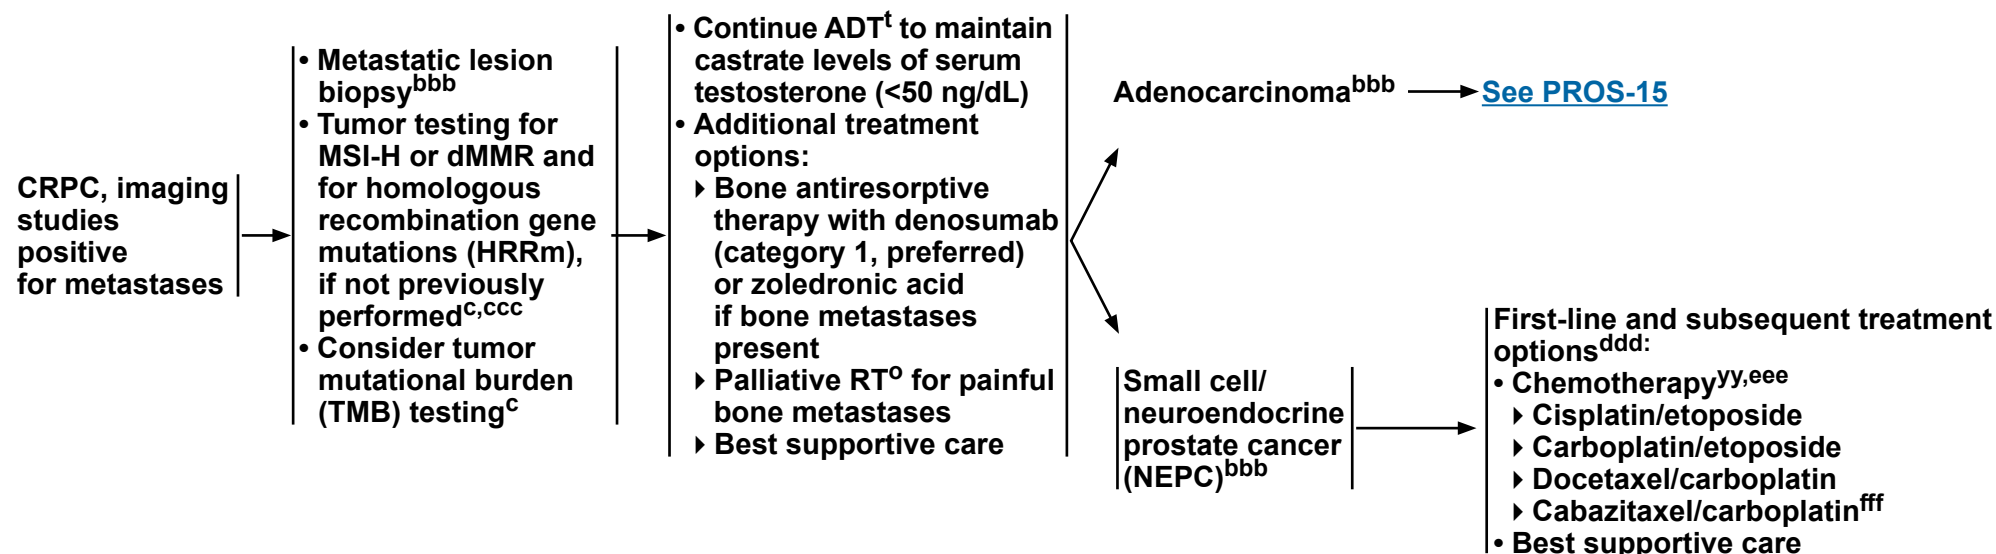 CRPC, imaging
studies
positive
for metastases
• Metastatic lesion
biopsybbb
• Tumor testing for
MSI-H or dMMR and
for homologous
recombination gene
mutations (HRRm),
if not previously
performedc,ccc
• Consider tumor
mutational burden
(TMB) testingc
• Continue ADTt to maintain
castrate levels of serum
testosterone (<50 ng/dL)
• Additional treatment
options:
▸ Bone antiresorptive
therapy with denosumab
(category 1, preferred)
or zoledronic acid
if bone metastases
present
▸ Palliative RTo for painful
bone metastases
▸ Best supportive care
Adenocarcinomabbb
See PROS-15
Small cell/
neuroendocrine
prostate cancer
(NEPC)bbb
First-line and subsequent treatment
optionsddd:
• Chemotherapyyy,eee
▸ Cisplatin/etoposide
▸ Carboplatin/etoposide
▸ Docetaxel/carboplatin
▸ Cabazitaxel/carboplatinfff
• Best supportive care